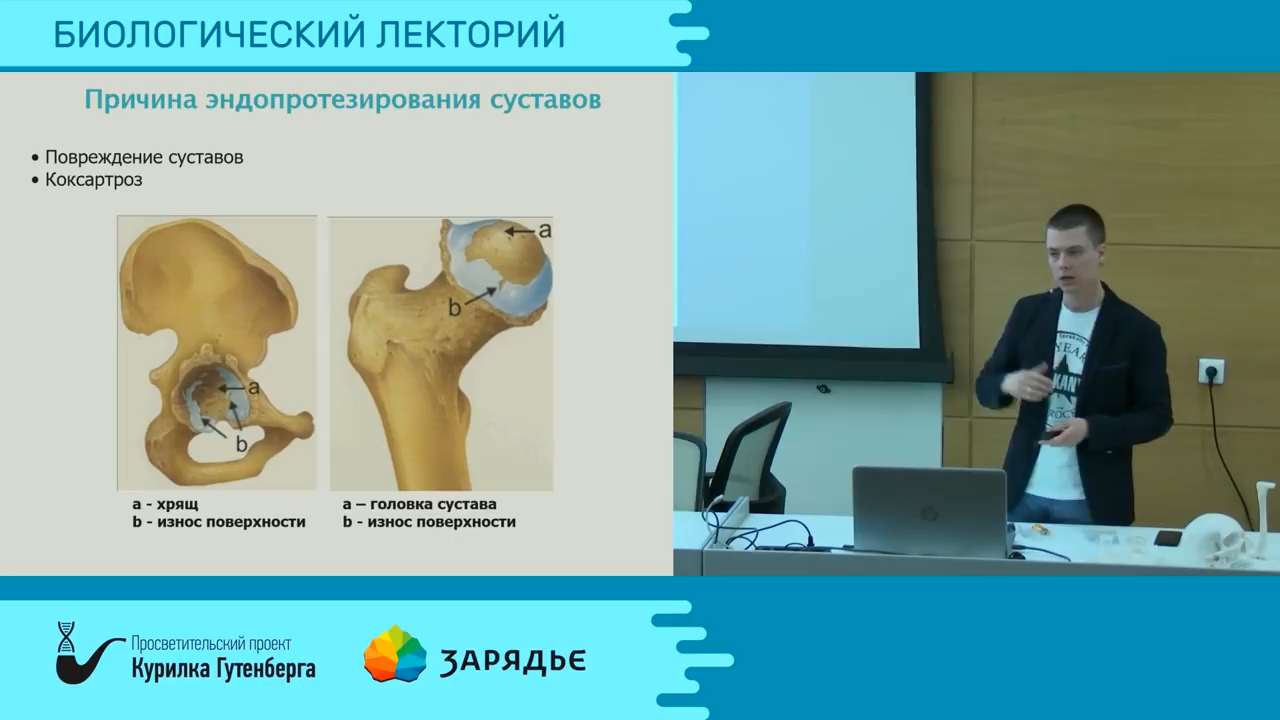 БИОЛОГИЧЕСКИЙ ЛЕКТОРИЙ
Причина эндопротезирования суставов
• Повреждение суставов
• Коксартроз
a
b
a
b
a - хрящ
b - износ поверхности
a – головка сустава
b - износ поверхности
YEAR
Просветительский проект
Курилка Гутенберга
ЗАРЯДЬЕ